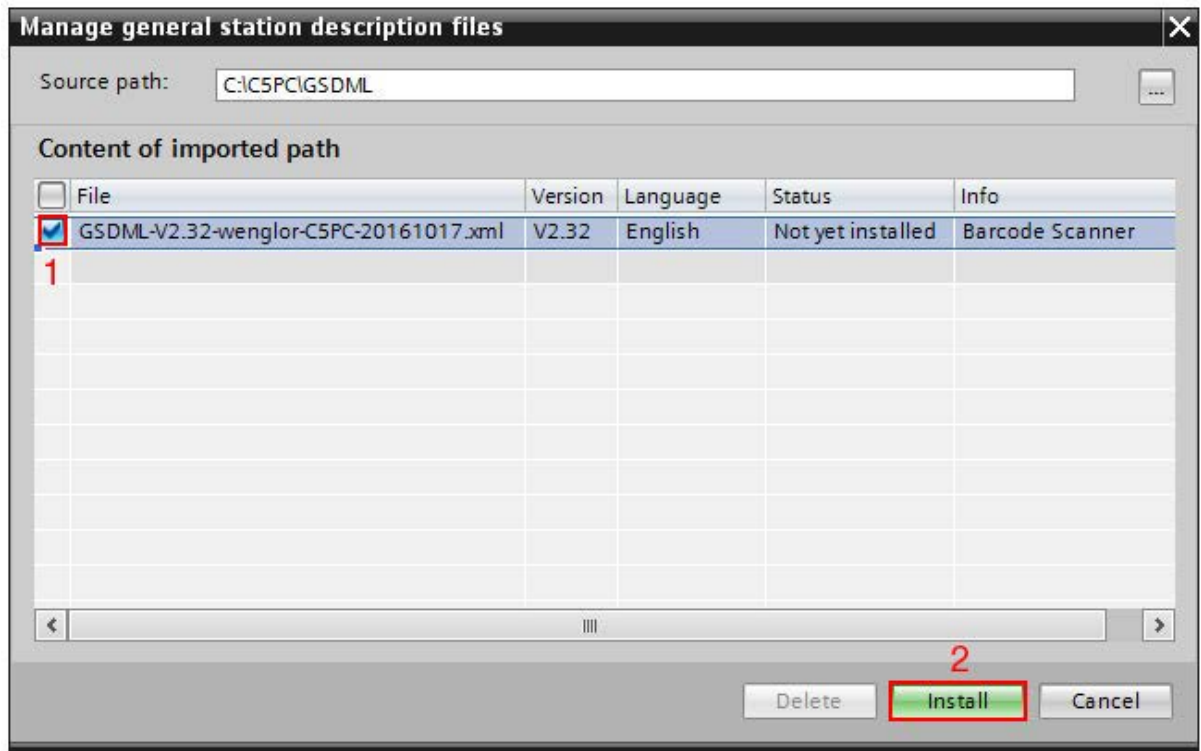 Manage general station description files
Source path: C:\C5PC\GSDML ...
Content of imported path
File Version Language Status Info
GSDML-V2.32-wenglor-C5PC-20161017.xml V2.32 English Not yet installed Barcode Scanner
1
2
Delete Install Cancel